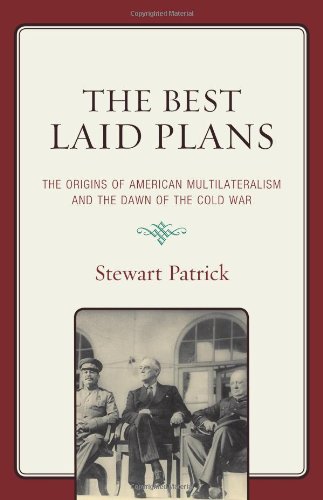 THE BEST
LAID PLANS
THE ORIGINS OF AMERICAN MULTILATERALISM
AND THE DAWN OF THE COLD WAR
Stewart Patrick